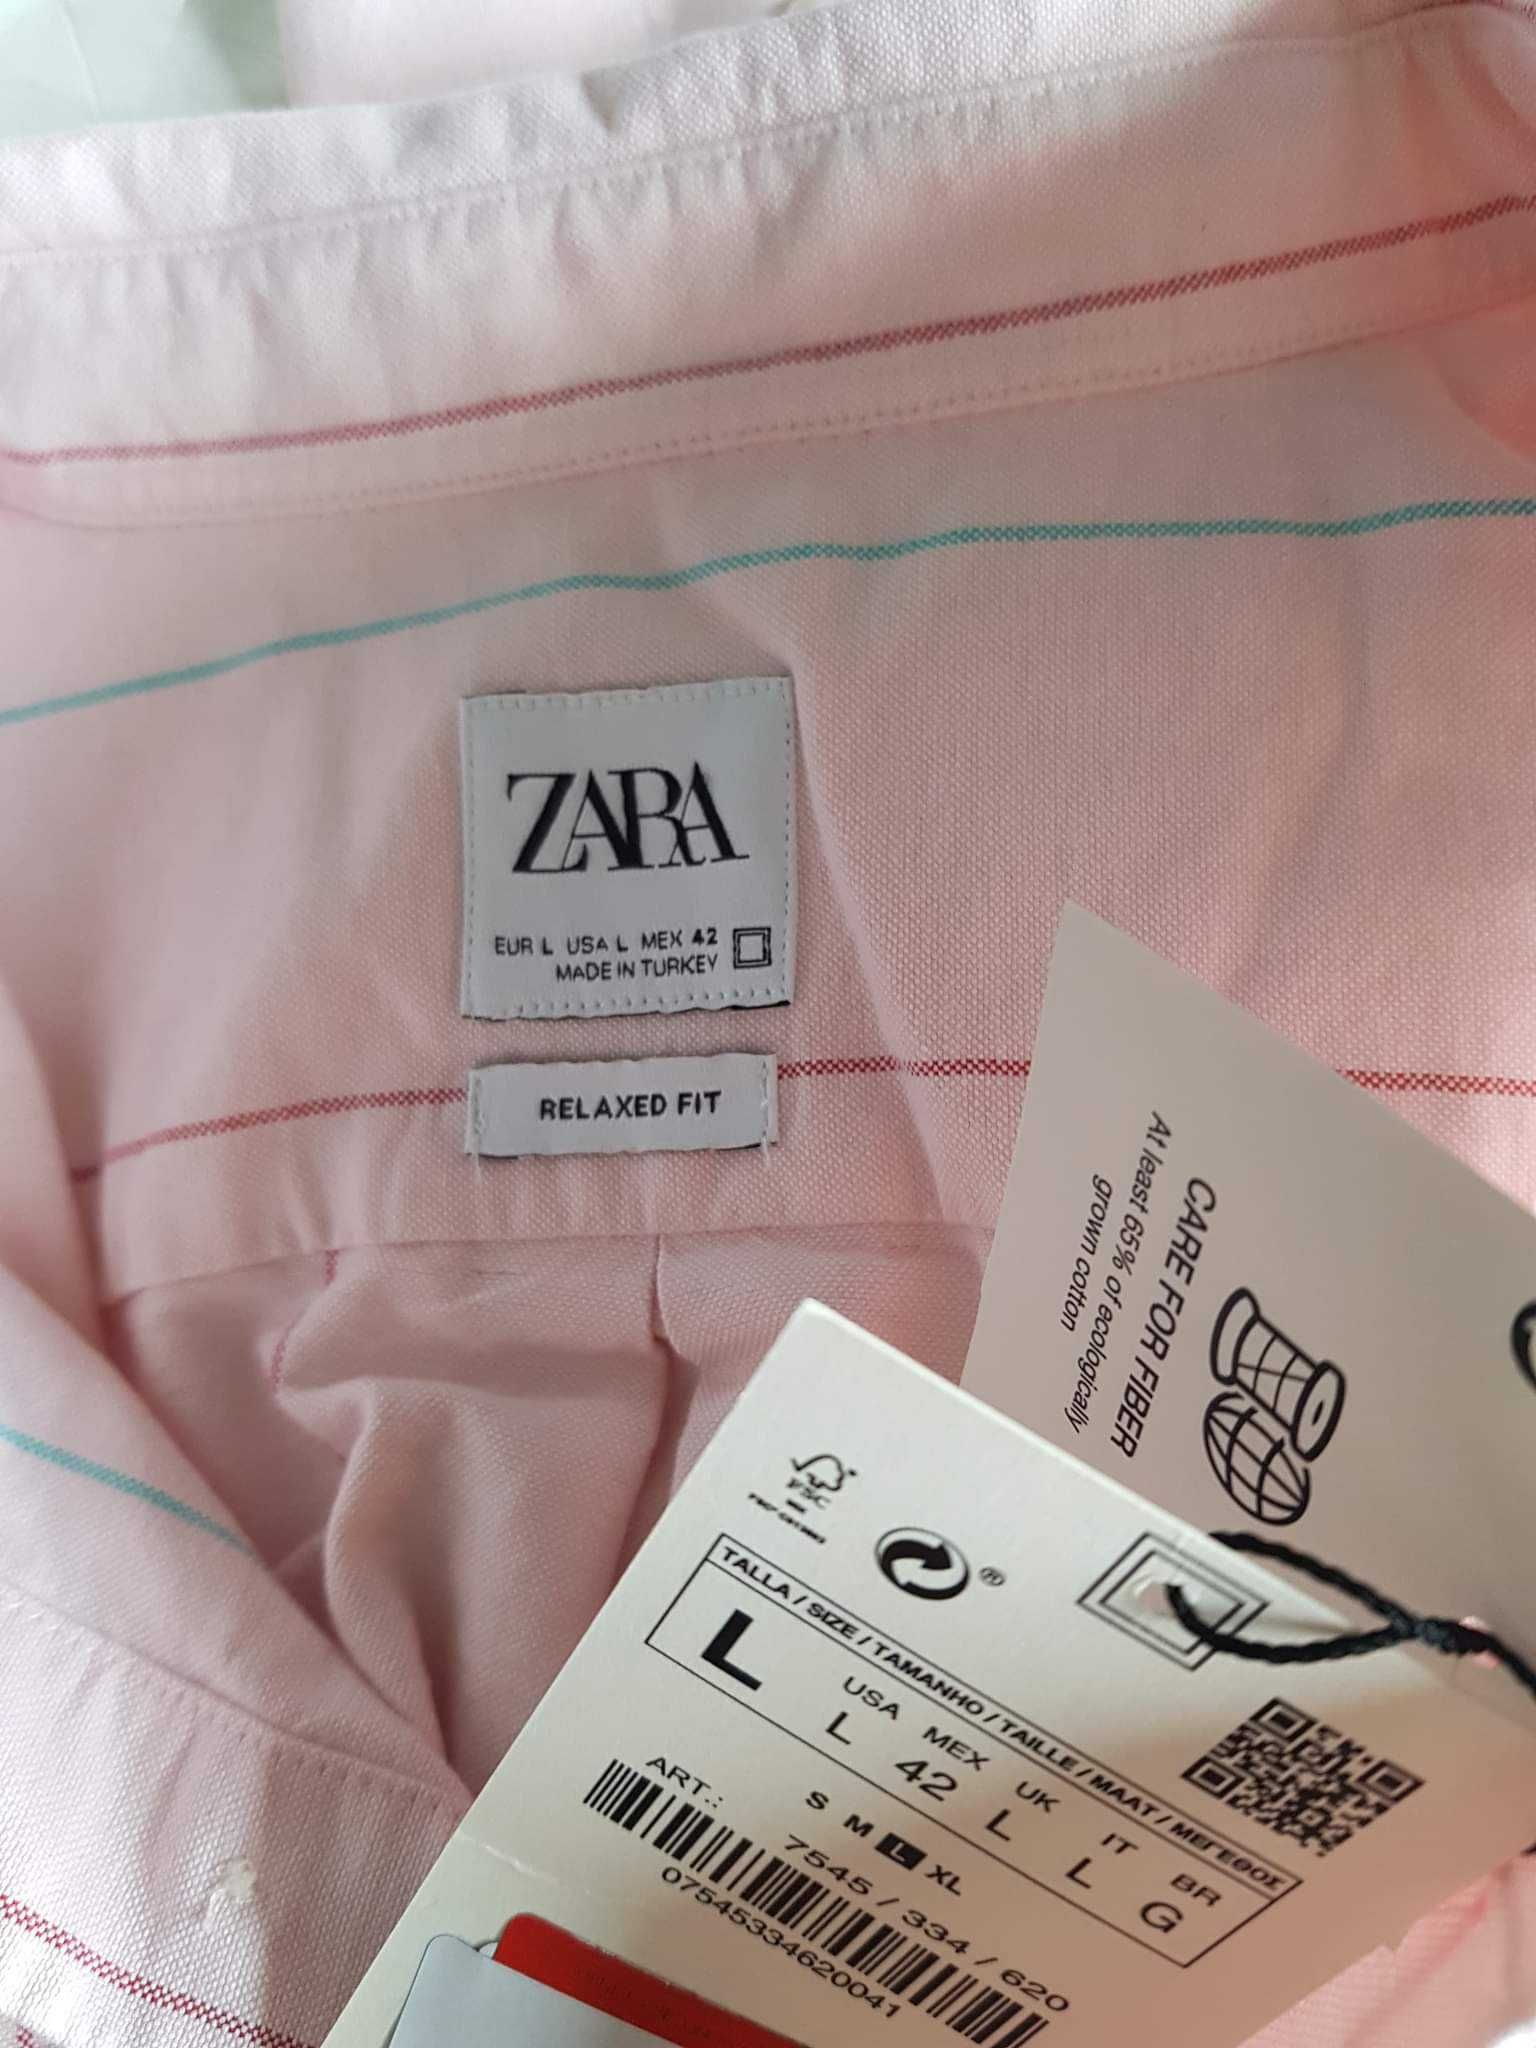 ZARA
EUR L USA L MEX 42
MADE IN TURKEY
RELAXED FIT
CARE FOR FIBER
At least 65% of ecologically
grown cotton
FSC
®
TALLA / SIZE / TAMANHO / TAILLE / MAAT / ΜΕΓΕΘΟΣ
L
USA MEX UK IT BR
L 42 L L G
S M L XL
ART.: 7545 / 334 / 620
07545334620041